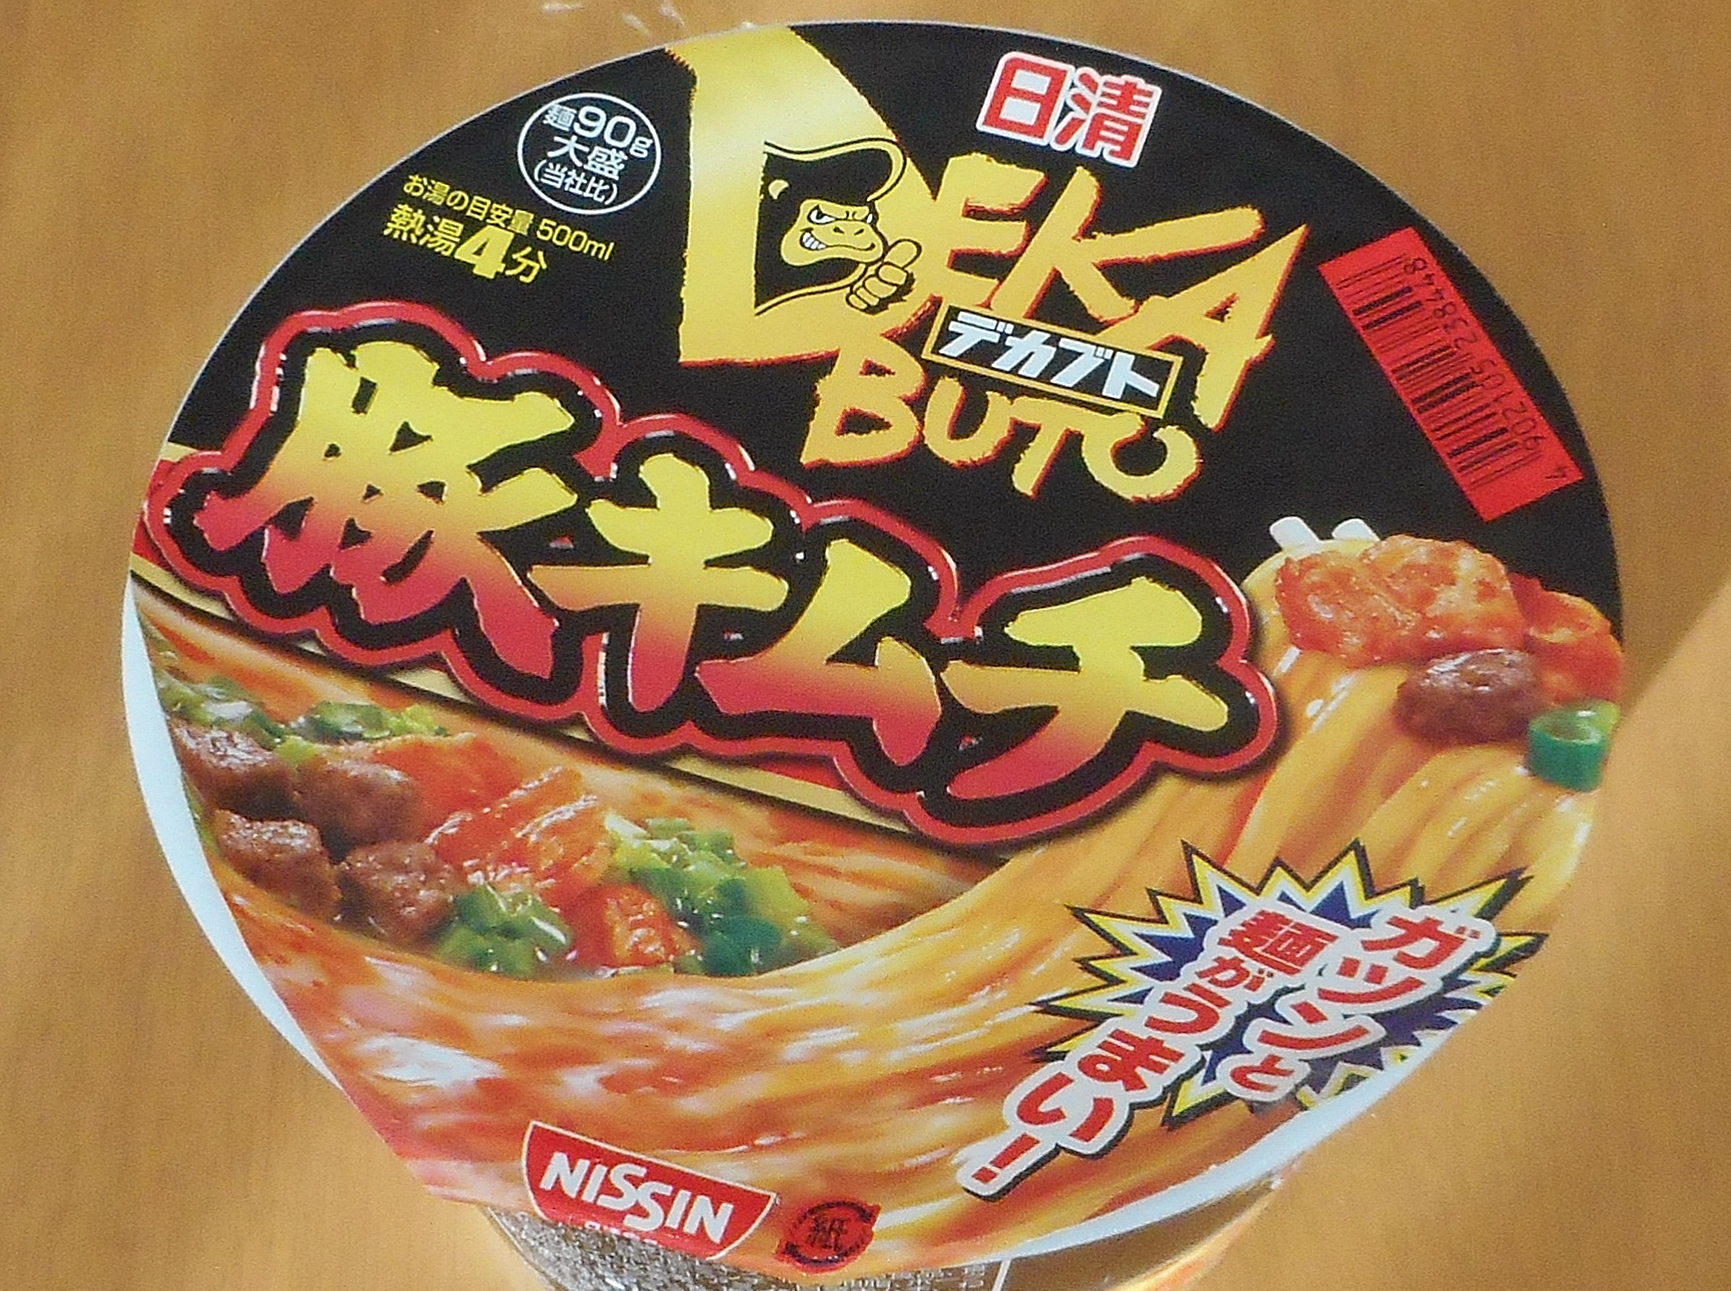 日清
麺90g
大盛
(当社比)
お湯の目安量 500ml
熱湯4分
DEKA
デカブト
BUTO
豚キムチ
ガツンと
麺がうまい!
NISSIN
紙